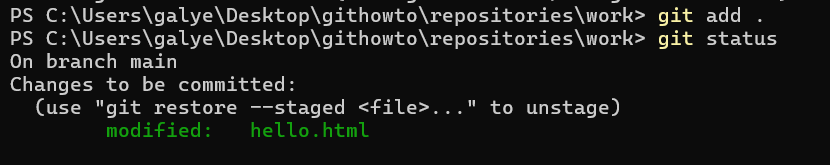 PS C:\Users\galye\Desktop\githowto\repositories\work> git add .
PS C:\Users\galye\Desktop\githowto\repositories\work> git status
On branch main
Changes to be committed:
  (use "git restore --staged <file>..." to unstage)
        modified:   hello.html